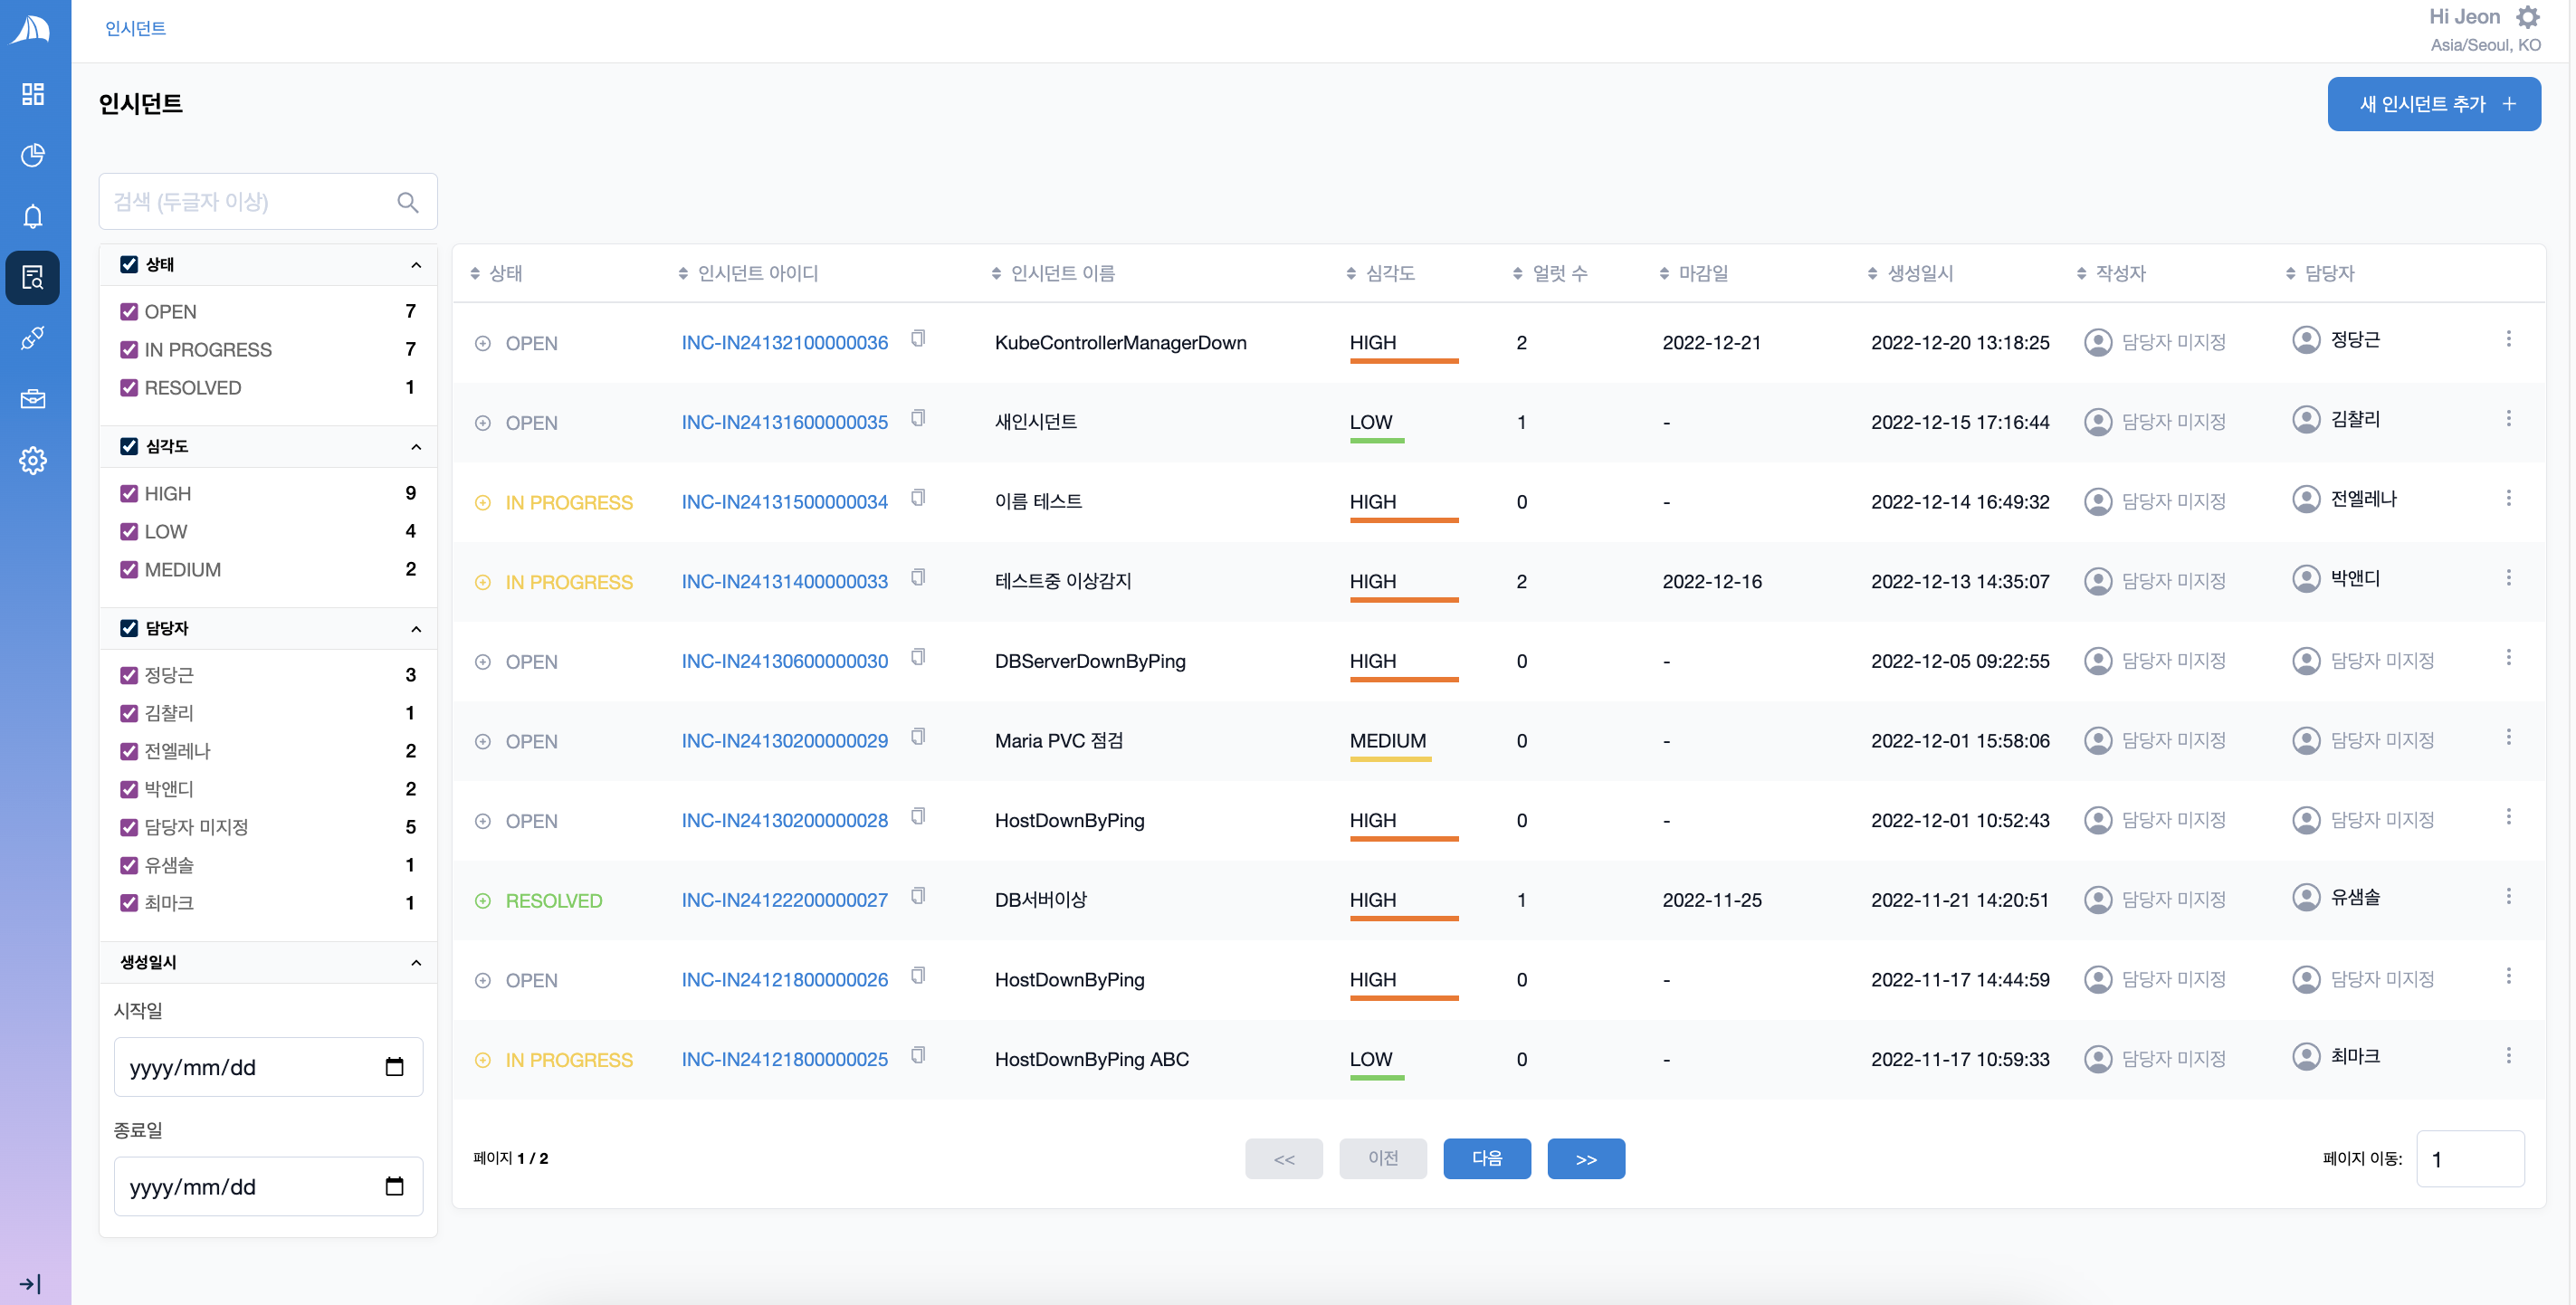 인시던트
Hi Jeon
Asia/Seoul, KO
인시던트
새 인시던트 추가 +
검색 (두글자 이상)
상태
OPEN 7
IN PROGRESS 7
RESOLVED 1
심각도
HIGH 9
LOW 4
MEDIUM 2
담당자
정당근 3
김찰리 1
전엘레나 2
박앤디 2
담당자 미지정 5
유샘솔 1
최마크 1
생성일시
시작일
yyyy/mm/dd
종료일
yyyy/mm/dd
상태 인시던트 아이디 인시던트 이름 심각도 얼럿 수 마감일 생성일시 작성자 담당자
OPEN INC-IN24132100000036 KubeControllerManagerDown HIGH 2 2022-12-21 2022-12-20 13:18:25 담당자 미지정 정당근
OPEN INC-IN24131600000035 새인시던트 LOW 1 - 2022-12-15 17:16:44 담당자 미지정 김찰리
IN PROGRESS INC-IN24131500000034 이름 테스트 HIGH 0 - 2022-12-14 16:49:32 담당자 미지정 전엘레나
IN PROGRESS INC-IN24131400000033 테스트중 이상감지 HIGH 2 2022-12-16 2022-12-13 14:35:07 담당자 미지정 박앤디
OPEN INC-IN24130600000030 DBServerDownByPing HIGH 0 - 2022-12-05 09:22:55 담당자 미지정 담당자 미지정
OPEN INC-IN24130200000029 Maria PVC 점검 MEDIUM 0 - 2022-12-01 15:58:06 담당자 미지정 담당자 미지정
OPEN INC-IN24130200000028 HostDownByPing HIGH 0 - 2022-12-01 10:52:43 담당자 미지정 담당자 미지정
RESOLVED INC-IN24122200000027 DB서버이상 HIGH 1 2022-11-25 2022-11-21 14:20:51 담당자 미지정 유샘솔
OPEN INC-IN24121800000026 HostDownByPing HIGH 0 - 2022-11-17 14:44:59 담당자 미지정 담당자 미지정
IN PROGRESS INC-IN24121800000025 HostDownByPing ABC LOW 0 - 2022-11-17 10:59:33 담당자 미지정 최마크
페이지 1 / 2 << 이전 다음 >> 페이지 이동: 1